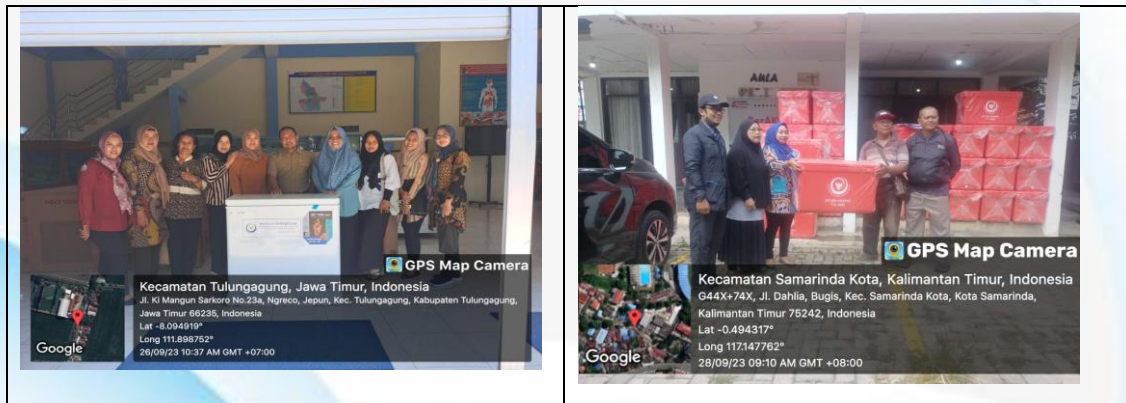 GPS Map Camera
Kecamatan Tulungagung, Jawa Timur, Indonesia
Jl. Ki Mangun Sarkoro No.23a, Ngreco, Jepun, Kec. Tulungagung, Kabupaten Tulungagung,
Jawa Timur 66235, Indonesia
Lat -8.094919°
Long 111.898752°
26/09/23 10:37 AM GMT +07:00
Google
AULA
GPS Map Camera
Kecamatan Samarinda Kota, Kalimantan Timur, Indonesia
G44X+74X, Jl. Dahlia, Bugis, Kec. Samarinda Kota, Kota Samarinda,
Kalimantan Timur 75242, Indonesia
Lat -0.494317°
Long 117.147762°
28/09/23 09:10 AM GMT +08:00
Google